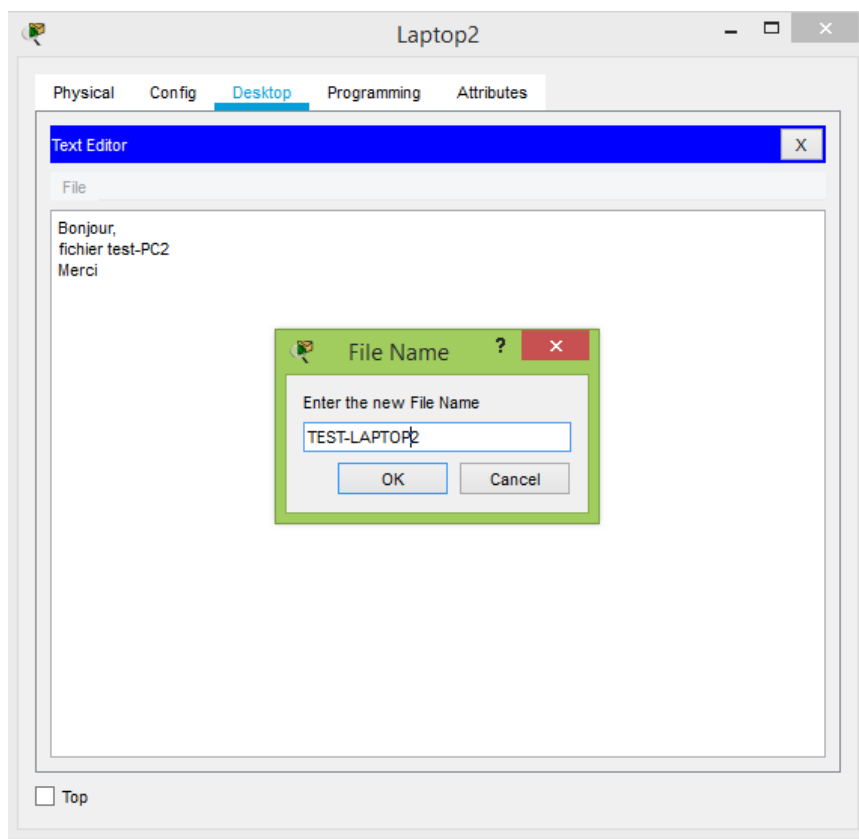 Laptop2
Physical Config Desktop Programming Attributes
Text Editor X
File
Bonjour,
fichier test-PC2
Merci
File Name ?
Enter the new File Name
TEST-LAPTOP2
OK Cancel
Top